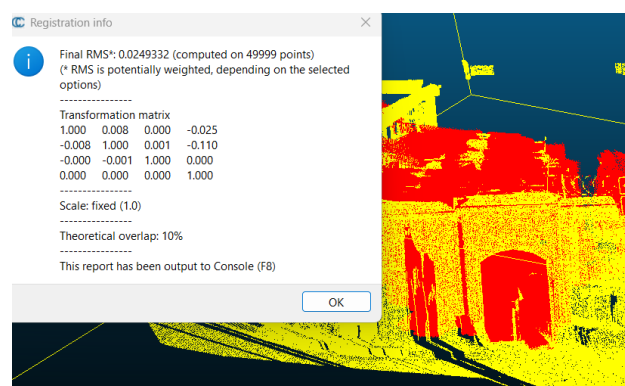 Registration info
Final RMS*: 0.0249332 (computed on 49999 points)
(* RMS is potentially weighted, depending on the selected
options)
----------------
Transformation matrix
1.000 0.008 0.000 -0.025
-0.008 1.000 0.001 -0.110
-0.000 -0.001 1.000 0.000
0.000 0.000 0.000 1.000
----------------
Scale: fixed (1.0)
----------------
Theoretical overlap: 10%
----------------
This report has been output to Console (F8)
OK